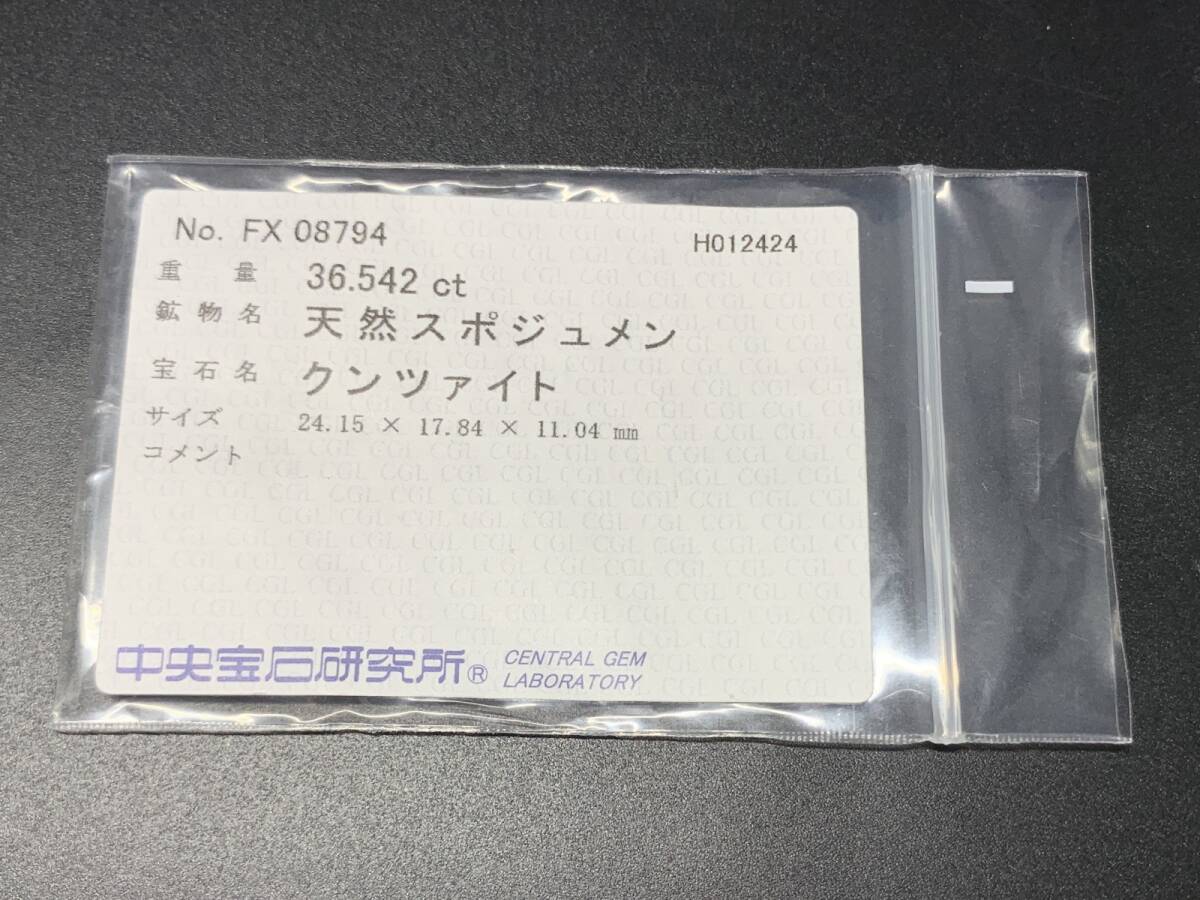 No. FX 08794 H012424
重量 36.542 ct
鉱物名 天然スポジュメン
宝石名 クンツァイト
サイズ 24.15 × 17.84 × 11.04 mm
コメント
中央宝石研究所® CENTRAL GEM
LABORATORY